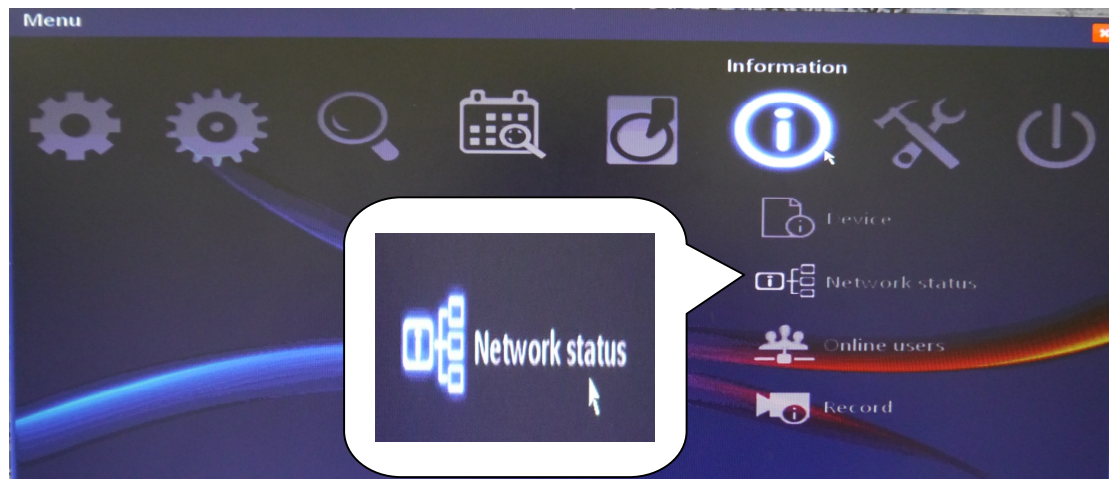 Menu
Information
Device
Network status
Online users
Record
Network status